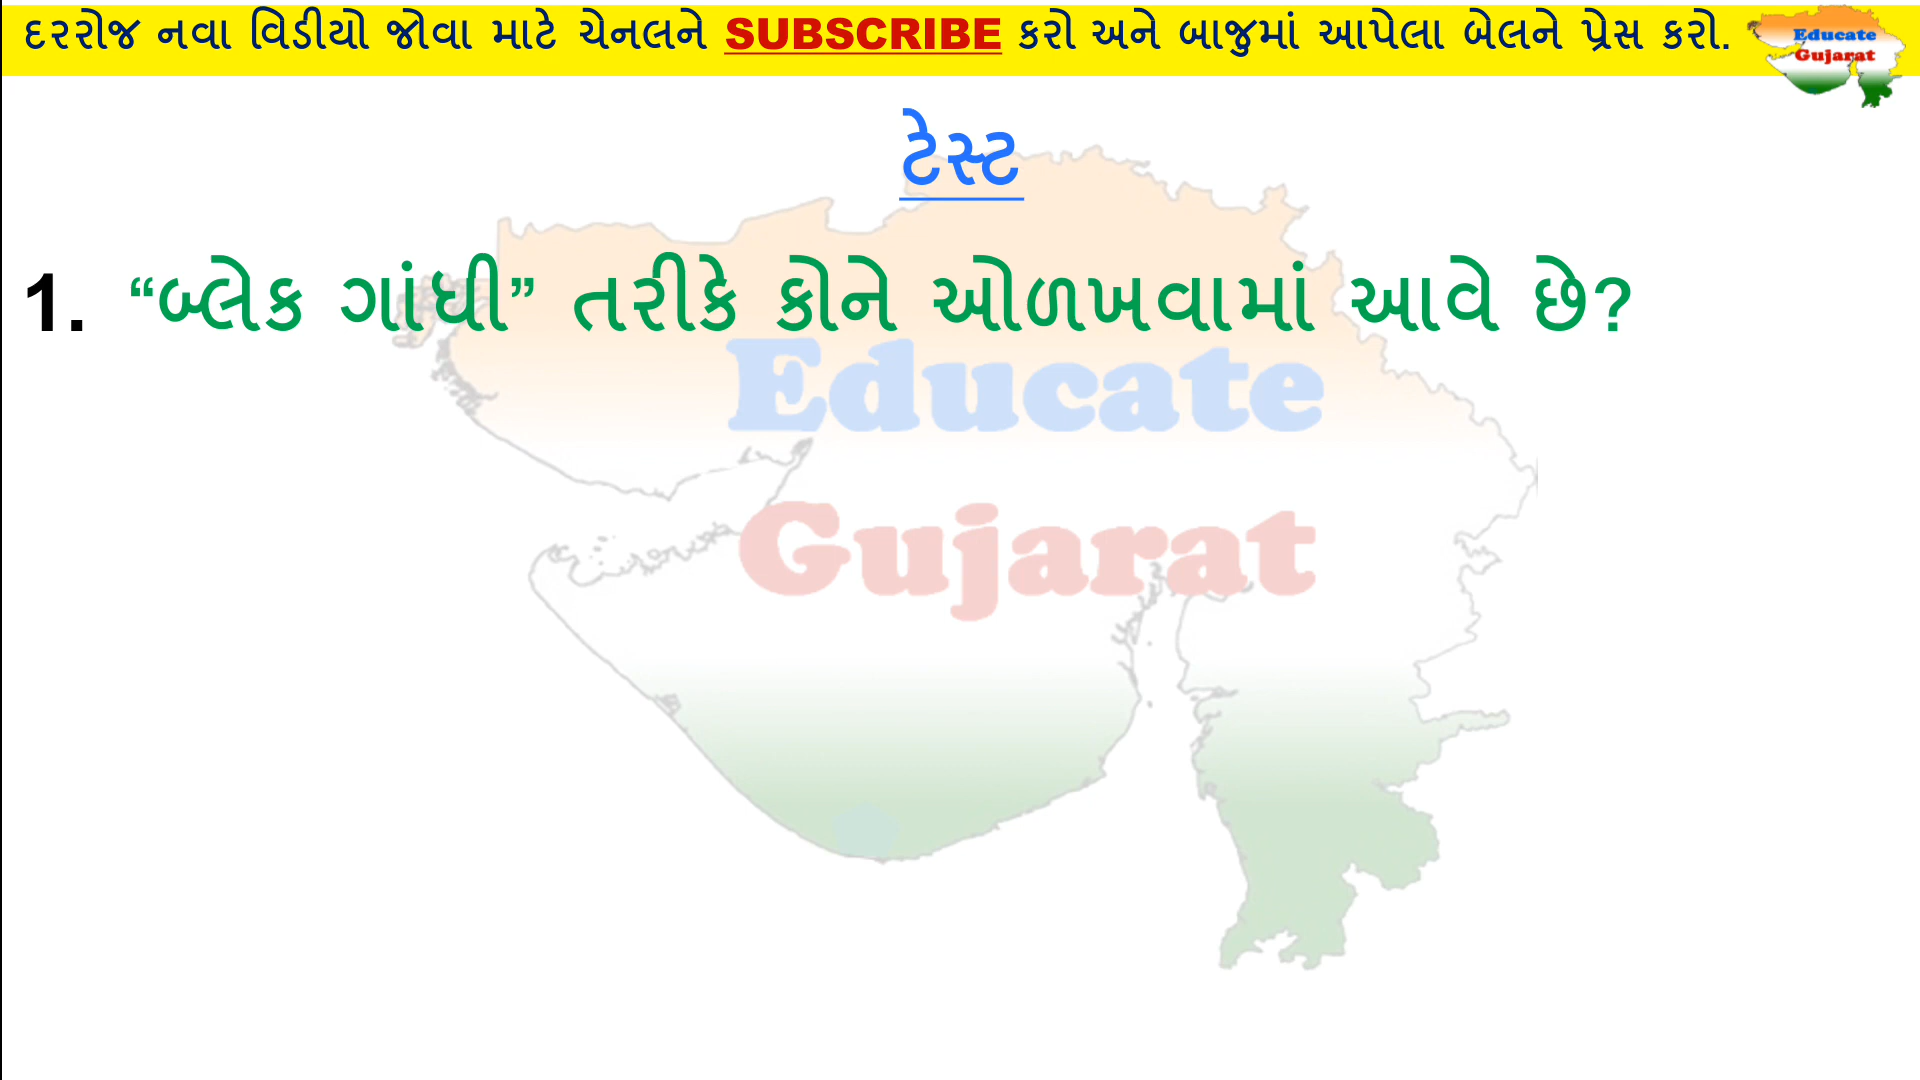 દરરોજ નવા વિડીયો જોવા માટે ચેનલને SUBSCRIBE કરો અને બાજુમાં આપેલા બેલને પ્રેસ કરો.
Educate
Gujarat
ટેસ્ટ
1. “બ્લેક ગાંધી” તરીકે કોને ઓળખવામાં આવે છે?
Educate
Gujarat